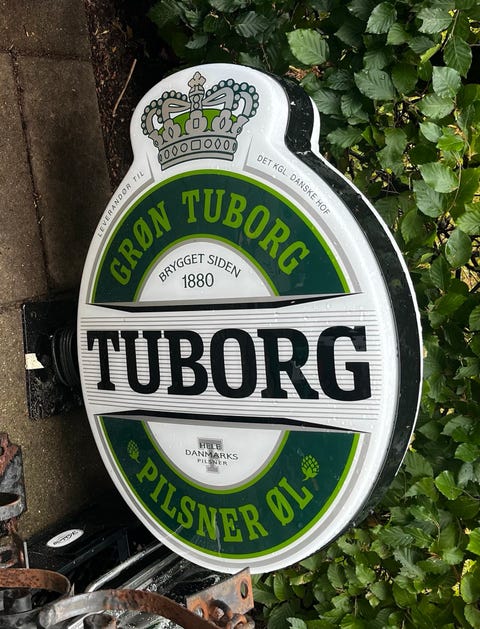 LEVERANDØR TIL
DET KGL. DANSKE HOF
GRØN TUBORG
BRYGGET SIDEN
1880
TUBORG
HELE
DANMARKS
PILSNER
T
PILSNER ØL